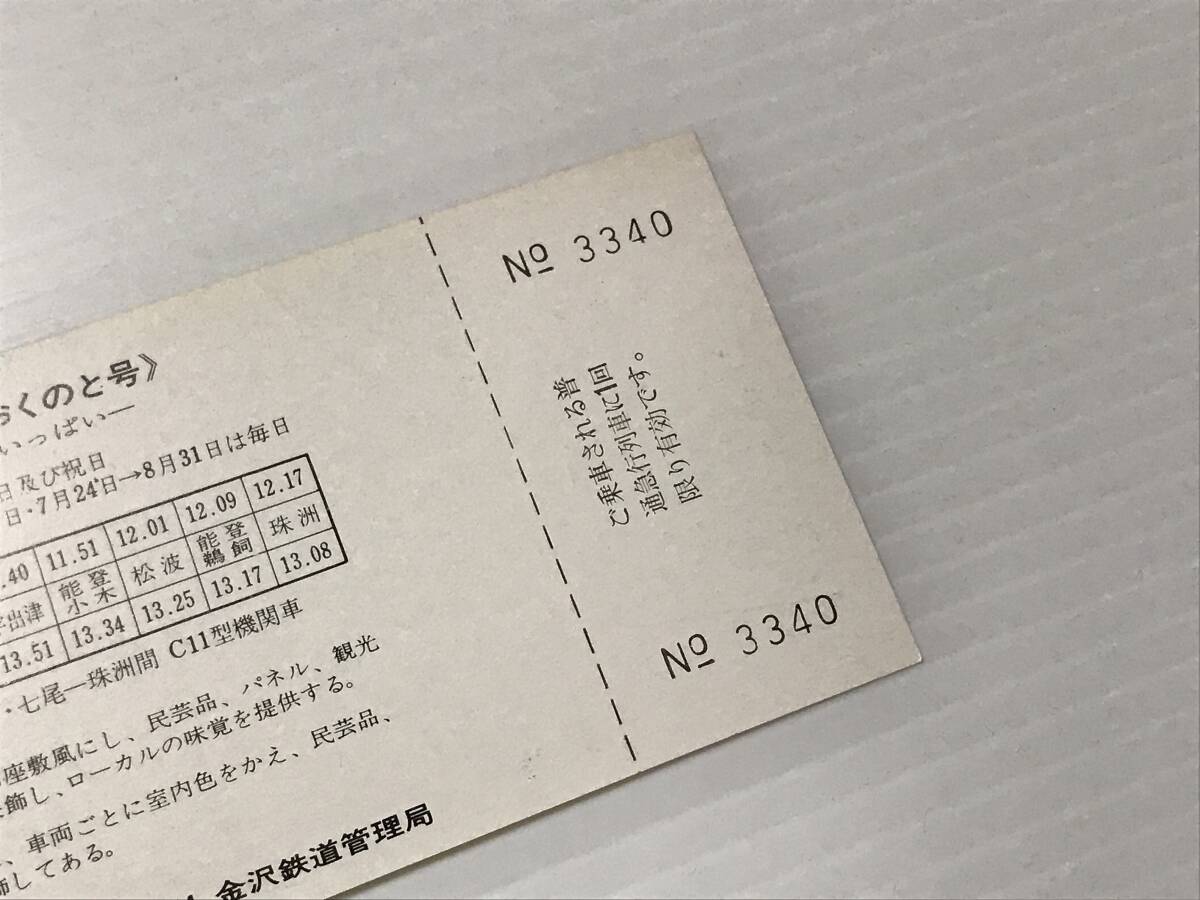 おくのと号》
いっぱい―
日及び祝日
日・7月24日→8月31日は毎日
.40 11.51 12.01 12.09 12.17
宇出津 能登小木 松波 能登鵜飼 珠洲
13.51 13.34 13.25 13.17 13.08
・七尾―珠洲間 C11型機関車
座敷風にし、民芸品、パネル、観光
飾し、ローカルの味覚を提供する。
、車両ごとに室内色をかえ、民芸品、
飾してある。
金沢鉄道管理局
№ 3340
ご乗車される普
通急行列車に1回
限り有効です。
№ 3340